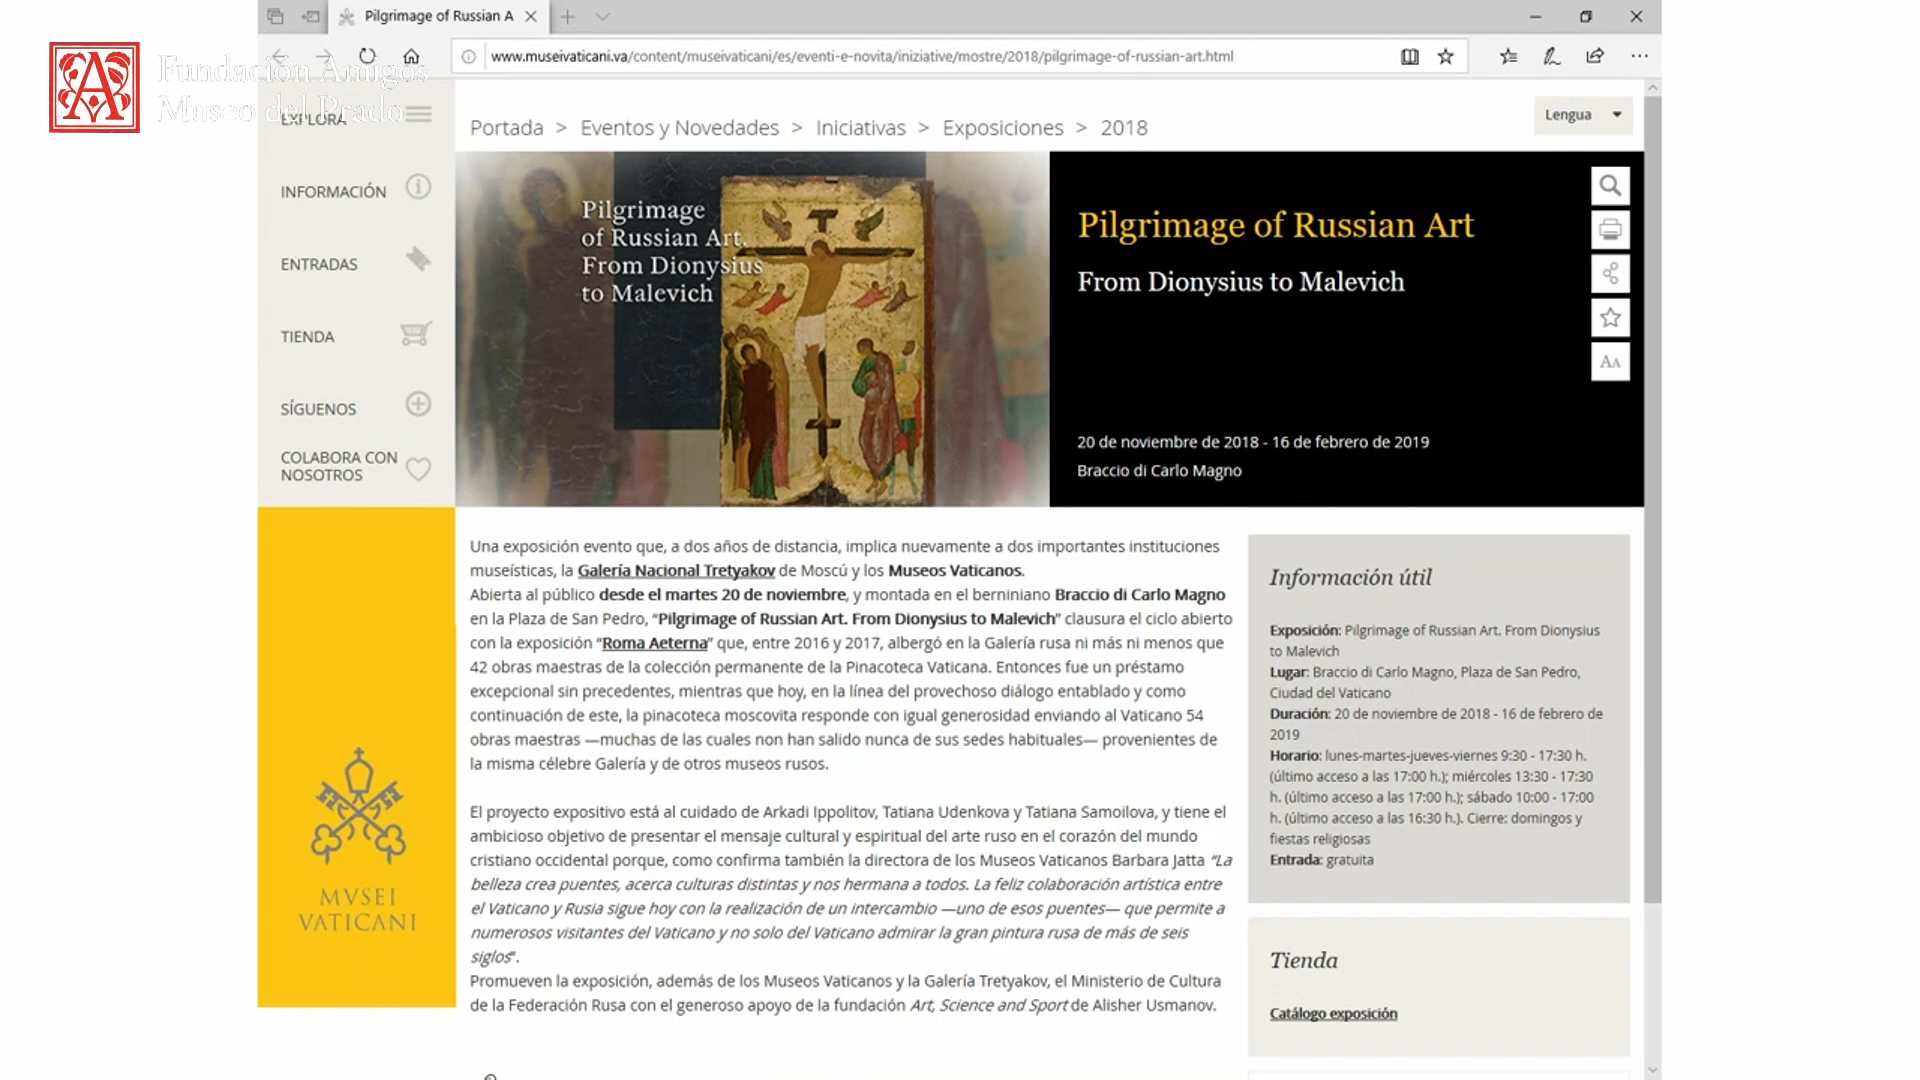 Pilgrimage of Russian A
www.museivaticani.va/content/museivaticani/es/eventi-e-novita/iniziative/mostre/2018/pilgrimage-of-russian-art.html
Fundación Amigos
Museo del Prado
EXPLORA
INFORMACIÓN
ENTRADAS
TIENDA
SÍGUENOS
COLABORA CON
NOSOTROS
MVSEI
VATICANI
Portada > Eventos y Novedades > Iniciativas > Exposiciones > 2018
Lengua
Pilgrimage
of Russian Art.
From Dionysius
to Malevich
Pilgrimage of Russian Art
From Dionysius to Malevich
20 de noviembre de 2018 - 16 de febrero de 2019
Braccio di Carlo Magno
AA
Una exposición evento que, a dos años de distancia, implica nuevamente a dos importantes instituciones
museísticas, la Galería Nacional Tretyakov de Moscú y los Museos Vaticanos.
Abierta al público desde el martes 20 de noviembre, y montada en el berniniano Braccio di Carlo Magno
en la Plaza de San Pedro, “Pilgrimage of Russian Art. From Dionysius to Malevich” clausura el ciclo abierto
con la exposición “Roma Aeterna” que, entre 2016 y 2017, albergó en la Galería rusa ni más ni menos que
42 obras maestras de la colección permanente de la Pinacoteca Vaticana. Entonces fue un préstamo
excepcional sin precedentes, mientras que hoy, en la línea del provechoso diálogo entablado y como
continuación de este, la pinacoteca moscovita responde con igual generosidad enviando al Vaticano 54
obras maestras —muchas de las cuales non han salido nunca de sus sedes habituales— provenientes de
la misma célebre Galería y de otros museos rusos.
El proyecto expositivo está al cuidado de Arkadi Ippolitov, Tatiana Udenkova y Tatiana Samoilova, y tiene el
ambicioso objetivo de presentar el mensaje cultural y espiritual del arte ruso en el corazón del mundo
cristiano occidental porque, como confirma también la directora de los Museos Vaticanos Barbara Jatta “La
belleza crea puentes, acerca culturas distintas y nos hermana a todos. La feliz colaboración artística entre
el Vaticano y Rusia sigue hoy con la realización de un intercambio —uno de esos puentes— que permite a
numerosos visitantes del Vaticano y no solo del Vaticano admirar la gran pintura rusa de más de seis
siglos”.
Promueven la exposición, además de los Museos Vaticanos y la Galería Tretyakov, el Ministerio de Cultura
de la Federación Rusa con el generoso apoyo de la fundación Art, Science and Sport de Alisher Usmanov.
Información útil
Exposición: Pilgrimage of Russian Art. From Dionysius
to Malevich
Lugar: Braccio di Carlo Magno, Plaza de San Pedro,
Ciudad del Vaticano
Duración: 20 de noviembre de 2018 - 16 de febrero de
2019
Horario: lunes-martes-jueves-viernes 9:30 - 17:30 h.
(último acceso a las 17:00 h.); miércoles 13:30 - 17:30
h. (último acceso a las 17:00 h.); sábado 10:00 - 17:00
h. (último acceso a las 16:30 h.). Cierre: domingos y
fiestas religiosas
Entrada: gratuita
Tienda
Catálogo exposición